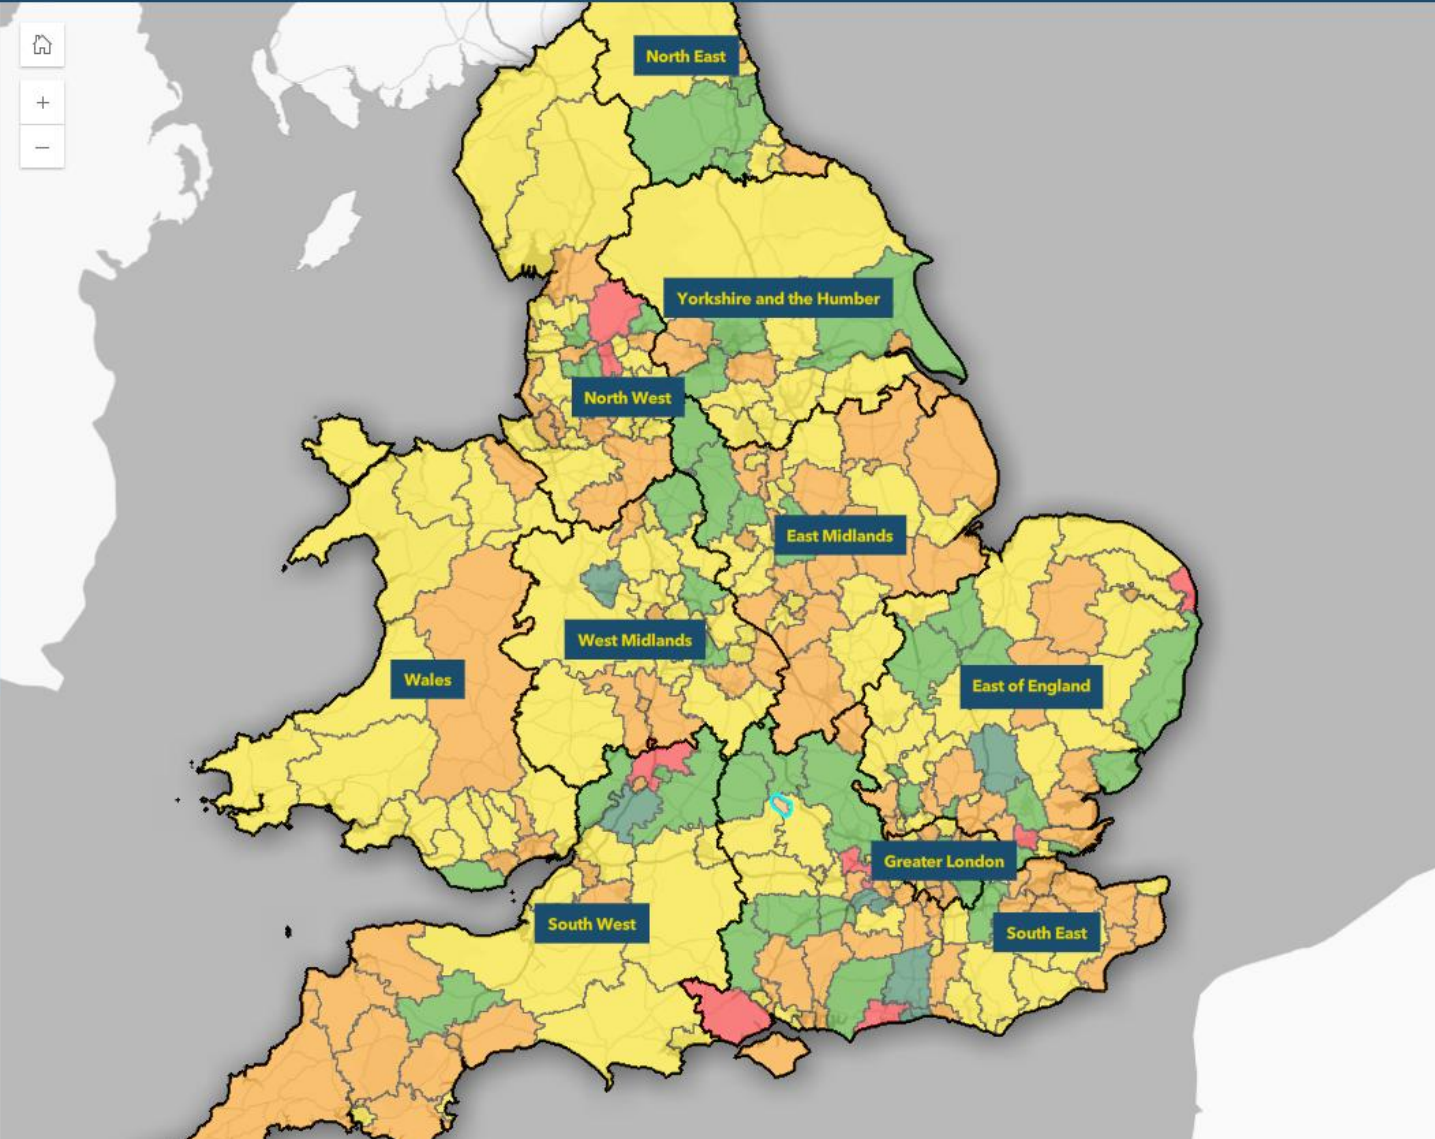 North East
+
−
Yorkshire and the Humber
North West
East Midlands
West Midlands
Wales
East of England
Greater London
South West
South East